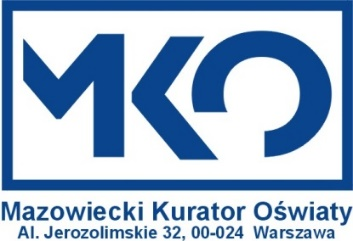 MKO
Mazowiecki Kurator Oświaty
Al. Jerozolimskie 32, 00-024 Warszawa